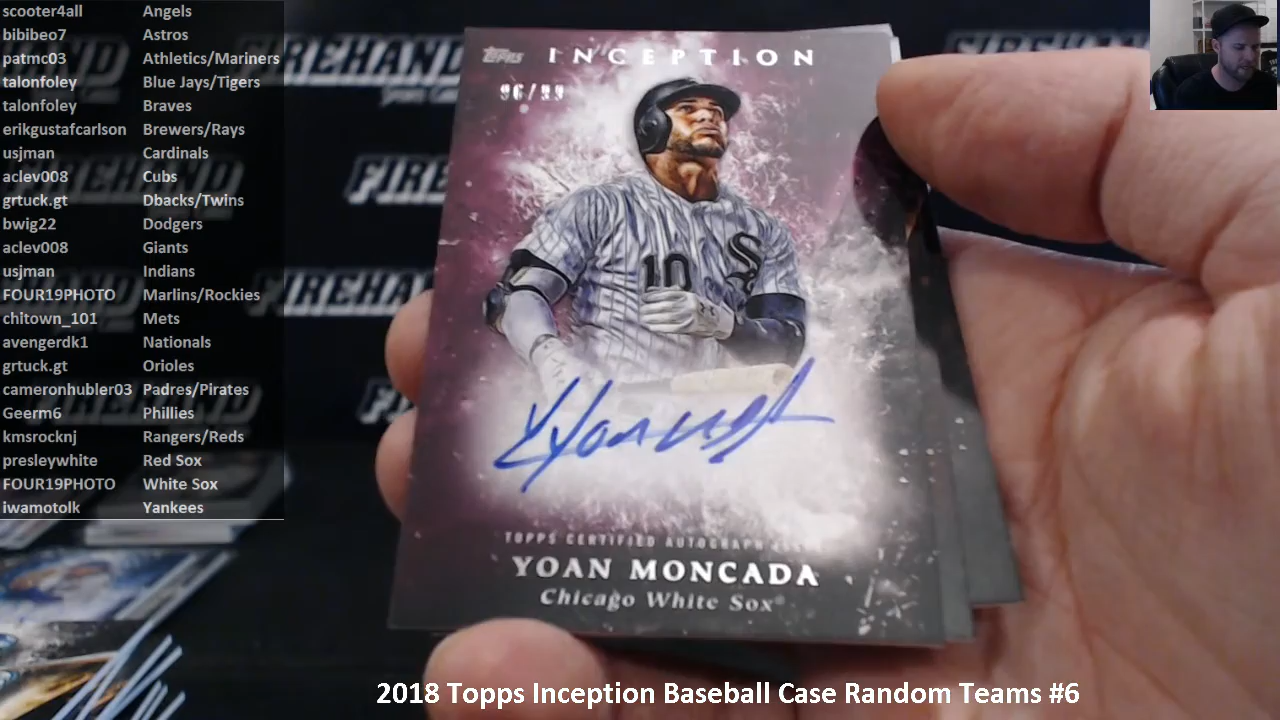 scooter4all Angels
bibibeo7 Astros
patmc03 Athletics/Mariners
talonfoley Blue Jays/Tigers
talonfoley Braves
erikgustafcarlson Brewers/Rays
usjman Cardinals
aclev008 Cubs
grtuck.gt Dbacks/Twins
bwig22 Dodgers
aclev008 Giants
usjman Indians
FOUR19PHOTO Marlins/Rockies
chitown_101 Mets
avengerdk1 Nationals
grtuck.gt Orioles
cameronhubler03 Padres/Pirates
Geerm6 Phillies
kmsrocknj Rangers/Reds
presleywhite Red Sox
FOUR19PHOTO White Sox
iwamotolk Yankees
Topps INCEPTION
96/99
10
TOPPS CERTIFIED AUTOGRAPH
YOAN MONCADA
Chicago White Sox
2018 Topps Inception Baseball Case Random Teams #6
FIREHAND
FIREHAND
FIRE
FIREHAN